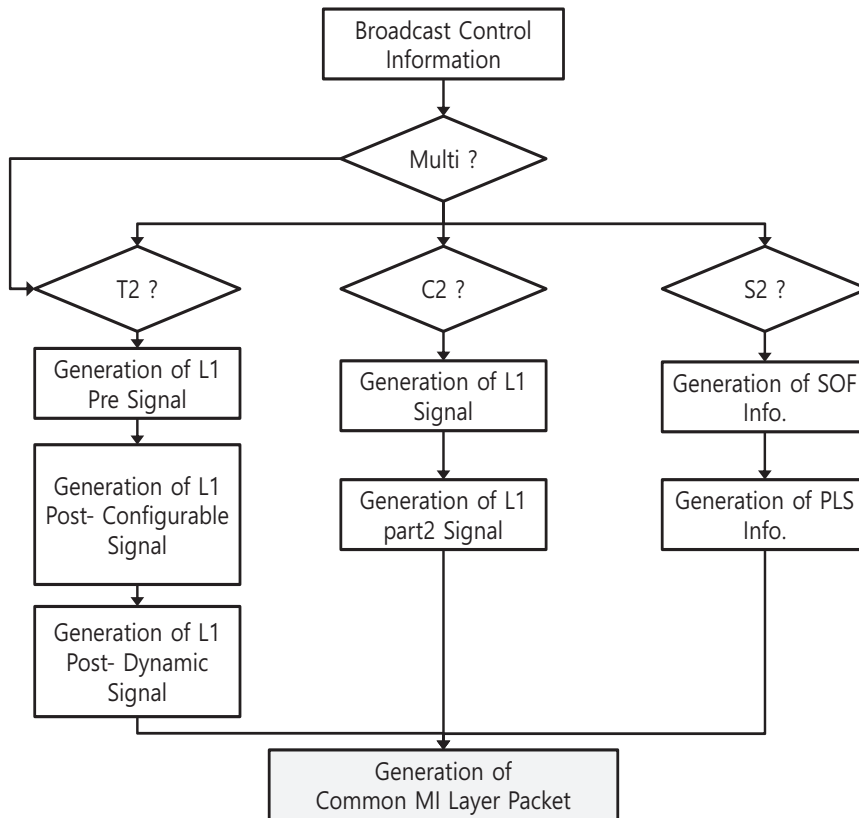 Broadcast Control
Information
Multi ?
T2 ?
C2 ?
S2 ?
Generation of L1
Pre Signal
Generation of L1
Signal
Generation of SOF
Info.
Generation of L1
Post- Configurable
Signal
Generation of L1
part2 Signal
Generation of PLS
Info.
Generation of L1
Post- Dynamic
Signal
Generation of
Common MI Layer Packet